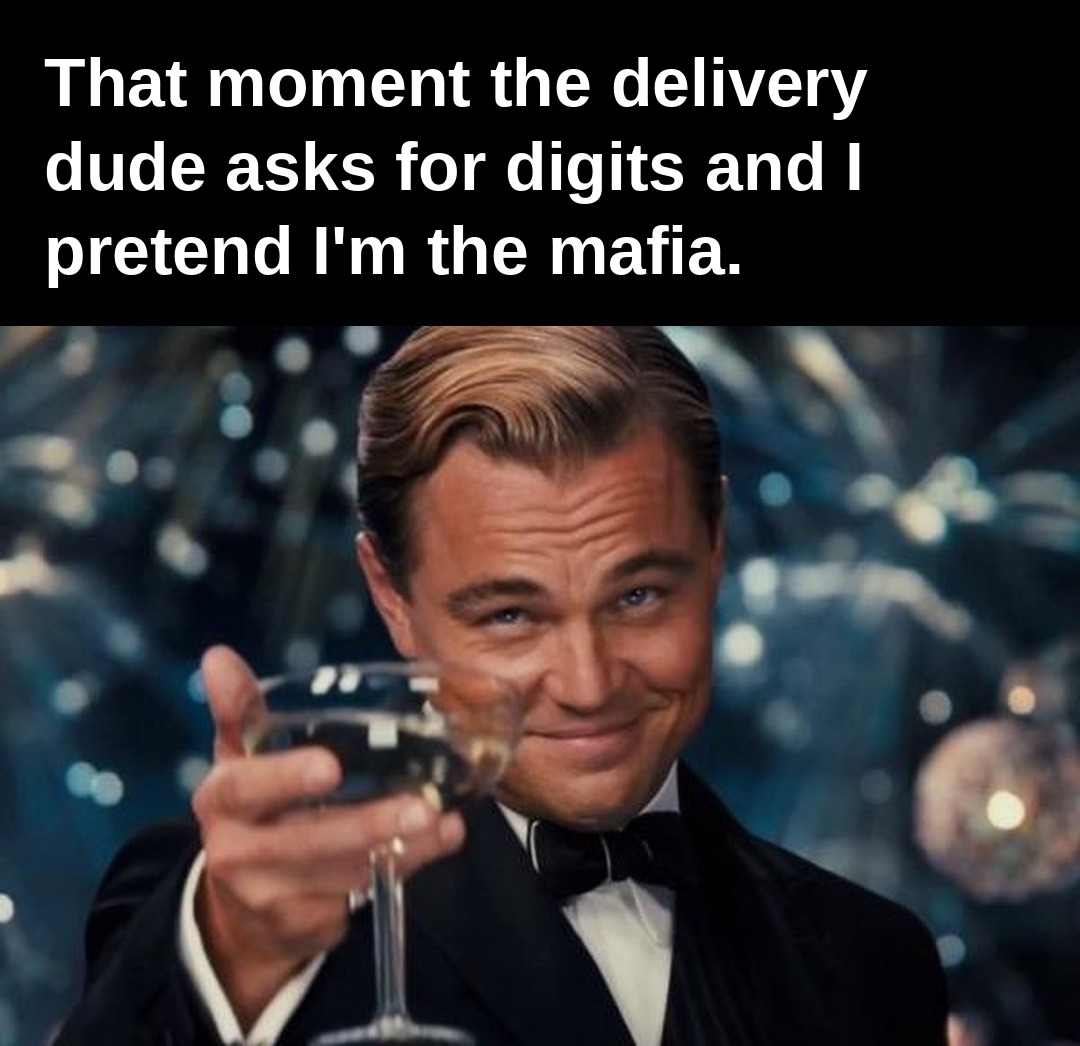 That moment the delivery
dude asks for digits and I
pretend I'm the mafia.